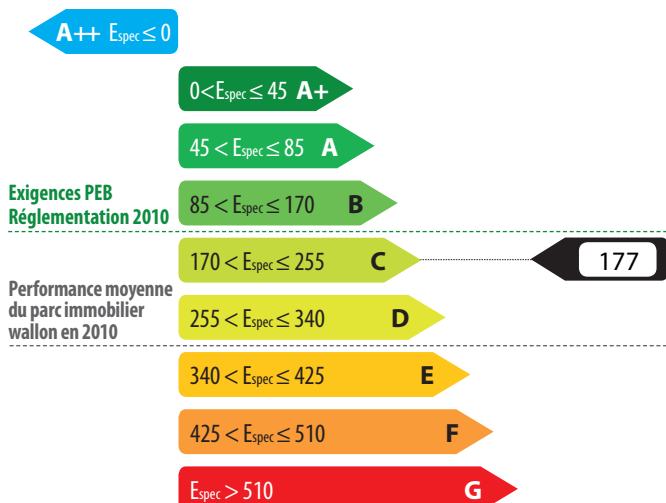 A++ Espec ≤ 0
0<Espec ≤ 45 A+
45 < Espec ≤ 85 A
Exigences PEB
Réglementation 2010
85 < Espec ≤ 170 B
170 < Espec ≤ 255 C
177
Performance moyenne
du parc immobilier
wallon en 2010
255 < Espec ≤ 340 D
340 < Espec ≤ 425 E
425 < Espec ≤ 510 F
Espec > 510 G